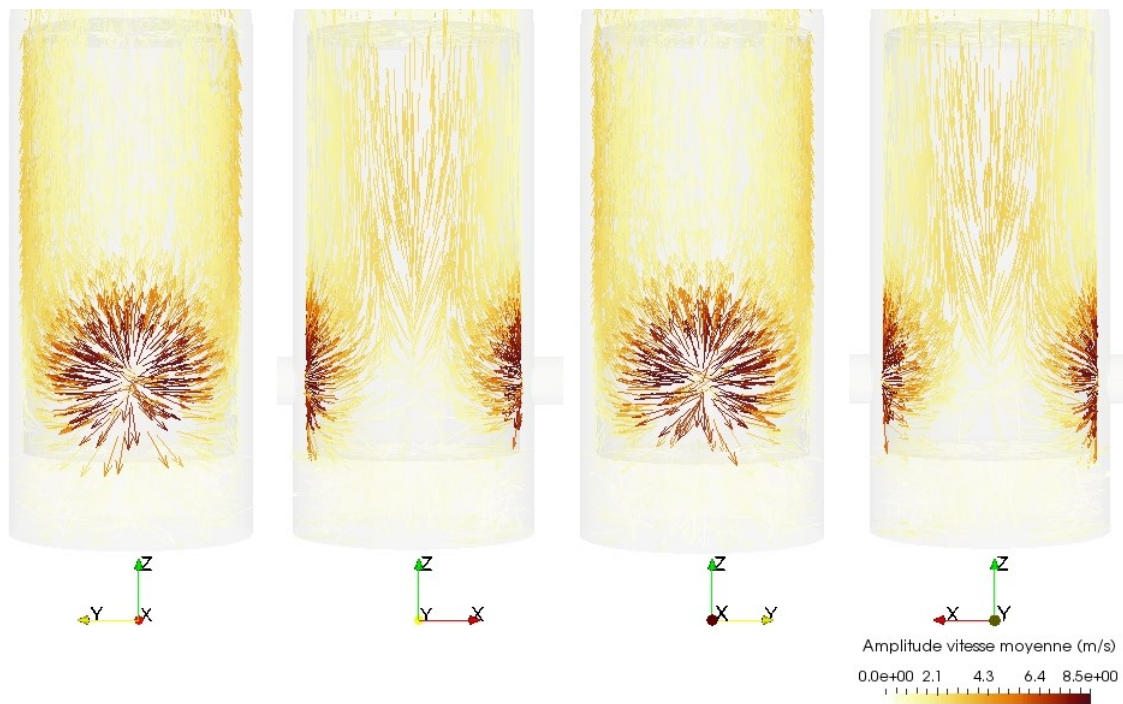 Z Z Z Z
Y X Y X X Y X Y
Amplitude vitesse moyenne (m/s)
0.0e+00 2.1 4.3 6.4 8.5e+00